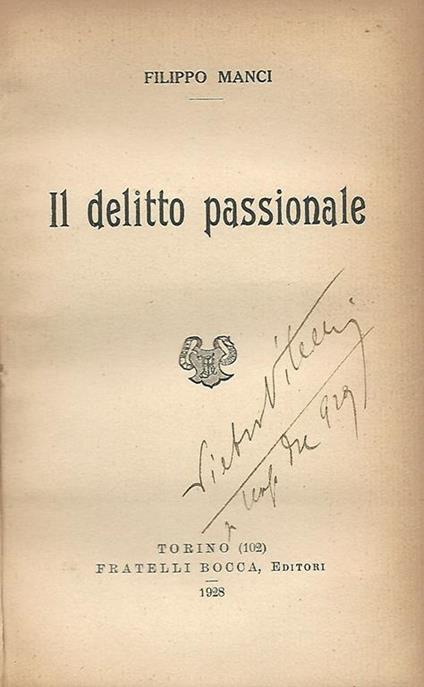 FILIPPO MANCI
Il delitto passionale
TORINO (102)
FRATELLI BOCCA, EDITORI
1928